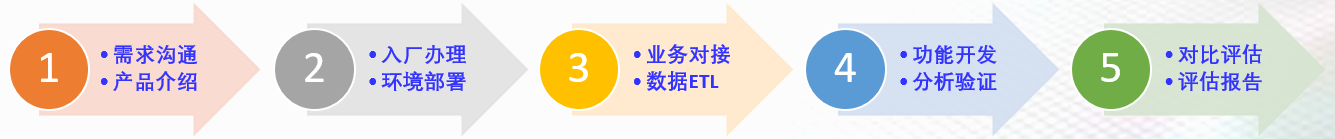 1
• 需求沟通
• 产品介绍
2
• 入厂办理
• 环境部署
3
• 业务对接
• 数据ETL
4
• 功能开发
• 分析验证
5
• 对比评估
• 评估报告